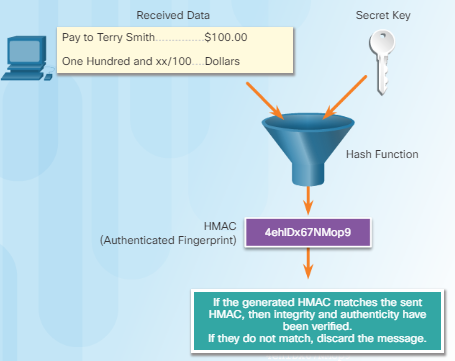 Received Data
Secret Key
Pay to Terry Smith..............$100.00
One Hundred and xx/100....Dollars
Hash Function
HMAC
(Authenticated Fingerprint)
4ehIDx67NMop9
If the generated HMAC matches the sent
HMAC, then integrity and authenticity have
been verified.
If they do not match, discard the message.